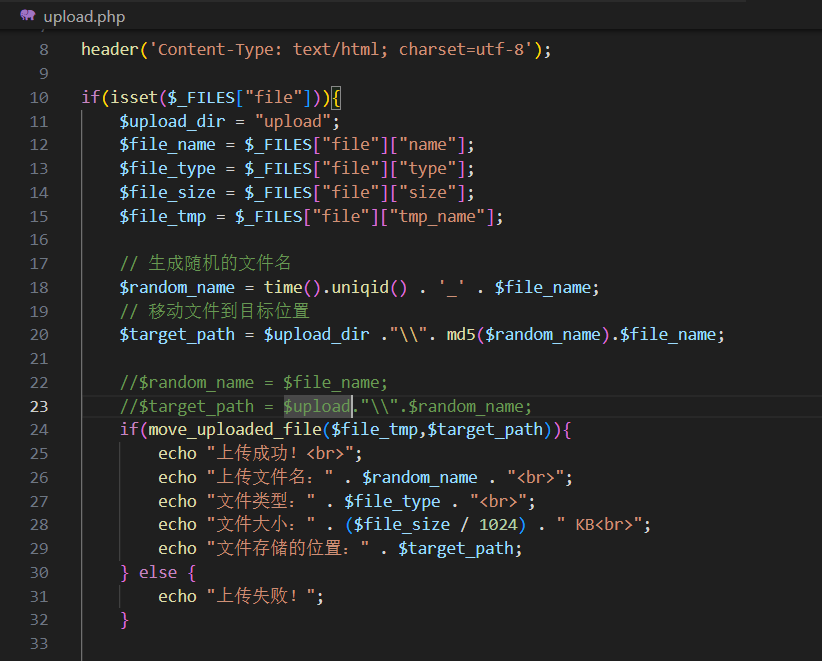 upload.php
8 header('Content-Type: text/html; charset=utf-8');
9
10 if(isset($_FILES["file"])){
11 $upload_dir = "upload";
12 $file_name = $_FILES["file"]["name"];
13 $file_type = $_FILES["file"]["type"];
14 $file_size = $_FILES["file"]["size"];
15 $file_tmp = $_FILES["file"]["tmp_name"];
16
17 // 生成随机的文件名
18 $random_name = time().uniqid() . '_' . $file_name;
19 // 移动文件到目标位置
20 $target_path = $upload_dir ."\\". md5($random_name).$file_name;
21
22 //$random_name = $file_name;
23 //$target_path = $upload."\\".$random_name;
24 if(move_uploaded_file($file_tmp,$target_path)){
25 echo "上传成功！<br>";
26 echo "上传文件名：" . $random_name . "<br>";
27 echo "文件类型：" . $file_type . "<br>";
28 echo "文件大小：" . ($file_size / 1024) . " KB<br>";
29 echo "文件存储的位置：" . $target_path;
30 } else {
31 echo "上传失败！";
32 }
33